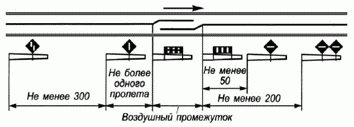 Не более
одного
пролета
Не менее
50
Не менее 300
Не менее 200
Воздушный промежуток